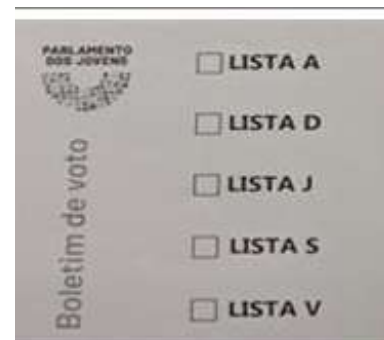 PARLAMENTO
DOS JOVENS
Boletim de voto
LISTA A
LISTA D
LISTA J
LISTA S
LISTA V